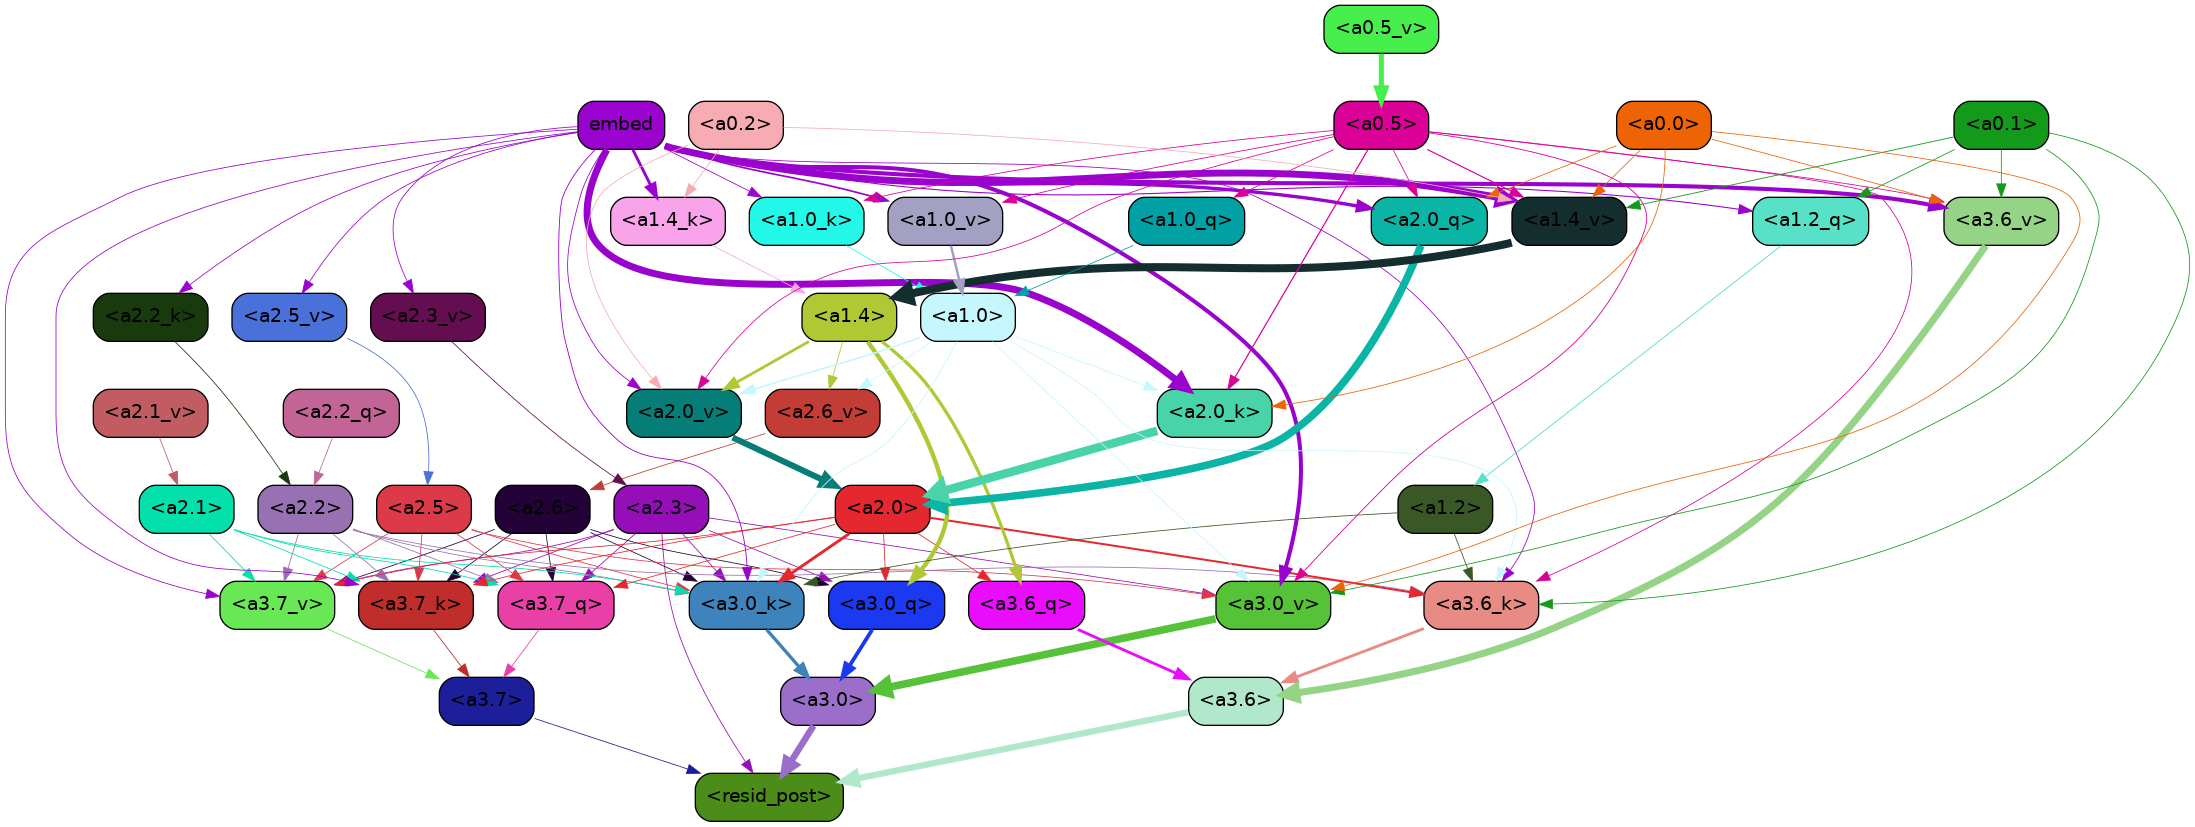 <a0.5_v>
embed
<a0.2>
<a0.5>
<a0.0>
<a0.1>
<a1.4_k>
<a1.0_k>
<a1.0_v>
<a1.0_q>
<a2.0_q>
<a1.4_v>
<a1.2_q>
<a3.6_v>
<a2.2_k>
<a2.5_v>
<a2.3_v>
<a1.4>
<a1.0>
<a2.1_v>
<a2.2_q>
<a2.0_v>
<a2.6_v>
<a2.0_k>
<a2.1>
<a2.2>
<a2.5>
<a2.6>
<a2.3>
<a2.0>
<a1.2>
<a3.7_v>
<a3.7_k>
<a3.7_q>
<a3.0_k>
<a3.0_q>
<a3.6_q>
<a3.0_v>
<a3.6_k>
<a3.7>
<a3.0>
<a3.6>
<resid_post>